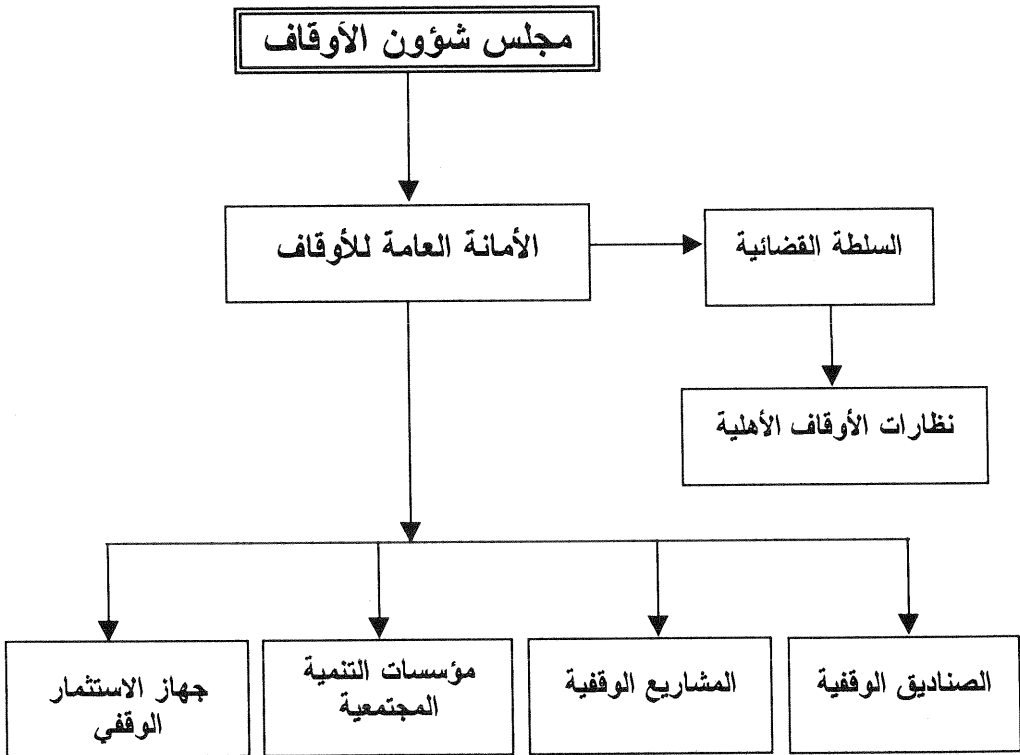 مجلس شؤون الأوقاف
الأمانة العامة للأوقاف
السلطة القضائية
نظارات الأوقاف الأهلية
الصناديق الوقفية
المشاريع الوقفية
مؤسسات التنمية
المجتمعية
جهاز الاستثمار
الوقفي